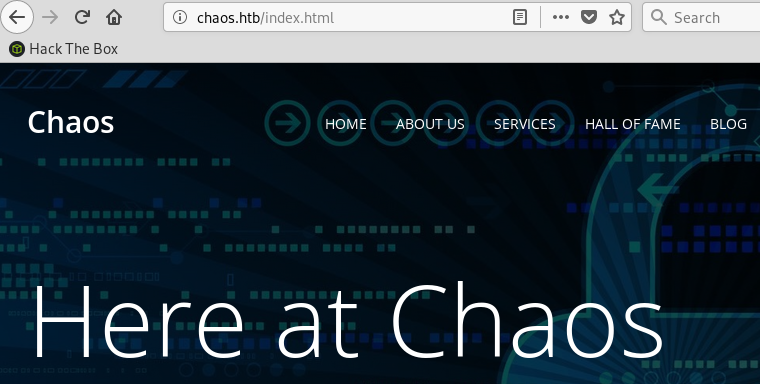 chaos.htb/index.html
Search
Hack The Box
Chaos
HOME ABOUT US SERVICES HALL OF FAME BLOG
Here at Chaos